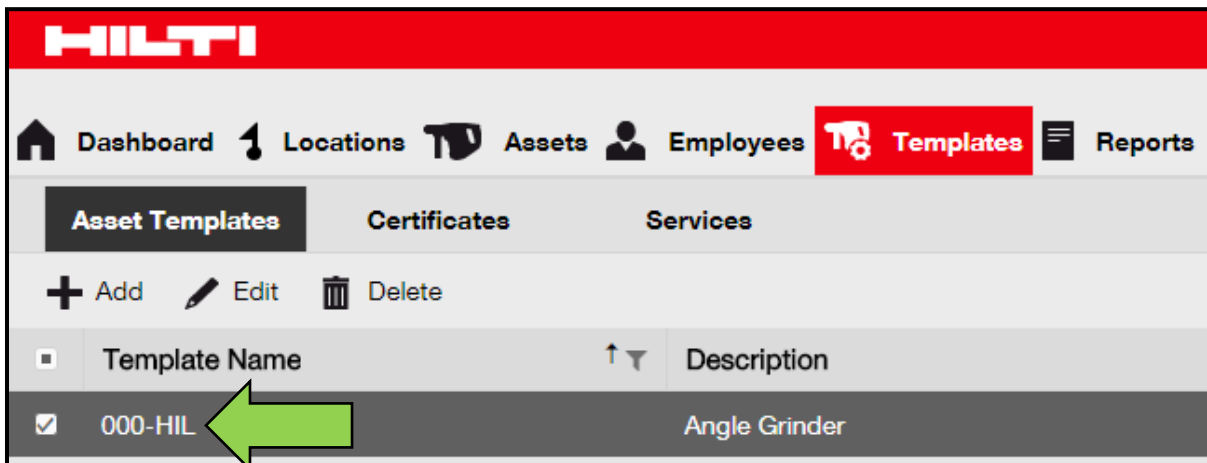 HILTI
Dashboard Locations Assets Employees Templates Reports
Asset Templates Certificates Services
Add Edit Delete
Template Name Description
000-HIL Angle Grinder